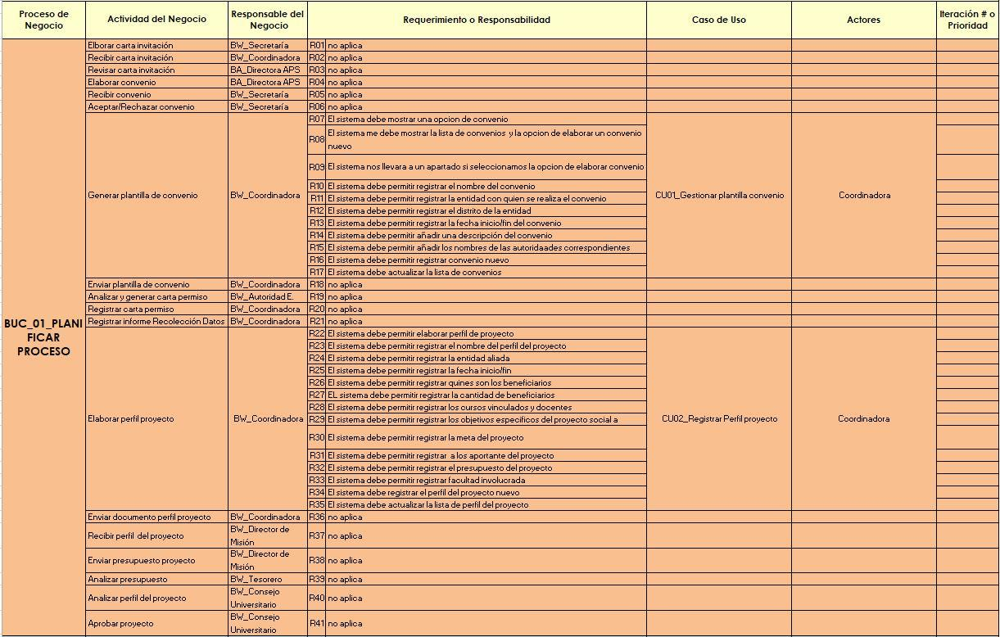 Proceso de Negocio | Actividad del Negocio | Responsable del Negocio | Requerimiento o Responsabilidad | Caso de Uso | Actores | Iteración # o Prioridad
BUC_01_PLANIFICAR PROCESO
Elborar carta invitación | BW_Secretaría | R01 | no aplica
Recibir carta invitación | BW_Coordinadora | R02 | no aplica
Revisar carta invitación | BA_Directora APS | R03 | no aplica
Elaborar convenio | BA_Directora APS | R04 | no aplica
Recibir convenio | BW_Secretaría | R05 | no aplica
Aceptar/Rechazar convenio | BW_Secretaría | R06 | no aplica
Generar plantilla de convenio | BW_Coordinadora | CU01_Gestionar plantilla convenio | Coordinadora
R07 | El sistema debe mostrar una opcion de convenio
R08 | El sistema me debe mostrar la lista de convenios y la opcion de elaborar un convenio nuevo
R09 | El sistema nos llevara a un apartado si seleccionamos la opcion de elaborar convenio
R10 | El sistema debe permitir registrar el nombre del convenio
R11 | El sistema debe permitir registrar la entidad con quien se realiza el convenio
R12 | El sistema debe permitir registrar el distrito de la entidad
R13 | El sistema debe permitir registrar la fecha inicio/fin del convenio
R14 | El sistema debe permitir añadir una descripción del convenio
R15 | El sistema debe permitir añadir los nombres de las autoridaades correspondientes
R16 | El sistema debe permitir registrar convenio nuevo
R17 | El sistema debe actualizar la lista de convenios
Enviar plantilla de convenio | BW_Coordinadora | R18 | no aplica
Analizar y generar carta permiso | BW_Autoridad E. | R19 | no aplica
Registrar carta permiso | BW_Coordinadora | R20 | no aplica
Registrar informe Recolección Datos | BW_Coordinadora | R21 | no aplica
Elaborar perfil proyecto | BW_Coordinadora | CU02_Registrar Perfil proyecto | Coordinadora
R22 | El sistema debe permitir elaborar perfil de proyecto
R23 | El sistema debe permitir registrar el nombre del perfil del proyecto
R24 | El sistema debe permitir registrar la entidad aliada
R25 | El sistema debe permitir registrar la fecha inicio/fin
R26 | El sistema debe permitir registrar quines son los beneficiarios
R27 | EL sistema debe permitir registrar la cantidad de beneficiarios
R28 | El sistema debe permitir registrar los cursos vinculados y docentes
R29 | El sistema debe permitir registrar los objetivos especificos del proyecto social a
R30 | El sistema debe permitir registrar la meta del proyecto
R31 | El sistema debe permitir registrar a los aportante del proyecto
R32 | El sistema debe permitir registrar el presupuesto del proyecto
R33 | El sistema debe permitir registrar facultad involucrada
R34 | El sistema debe registrar el perfil del proyecto nuevo
R35 | El sistema debe actualizar la lista de perfil del proyecto
Enviar documento perfil proyecto | BW_Coordinadora | R36 | no aplica
Recibir perfil del proyecto | BW_Director de Misión | R37 | no aplica
Enviar presupuesto proyecto | BW_Director de Misión | R38 | no aplica
Analizar presupuesto | BW_Tesorero | R39 | no aplica
Analizar perfil del proyecto | BW_Consejo Universitario | R40 | no aplica
Aprobar proyecto | BW_Consejo Universitario | R41 | no aplica